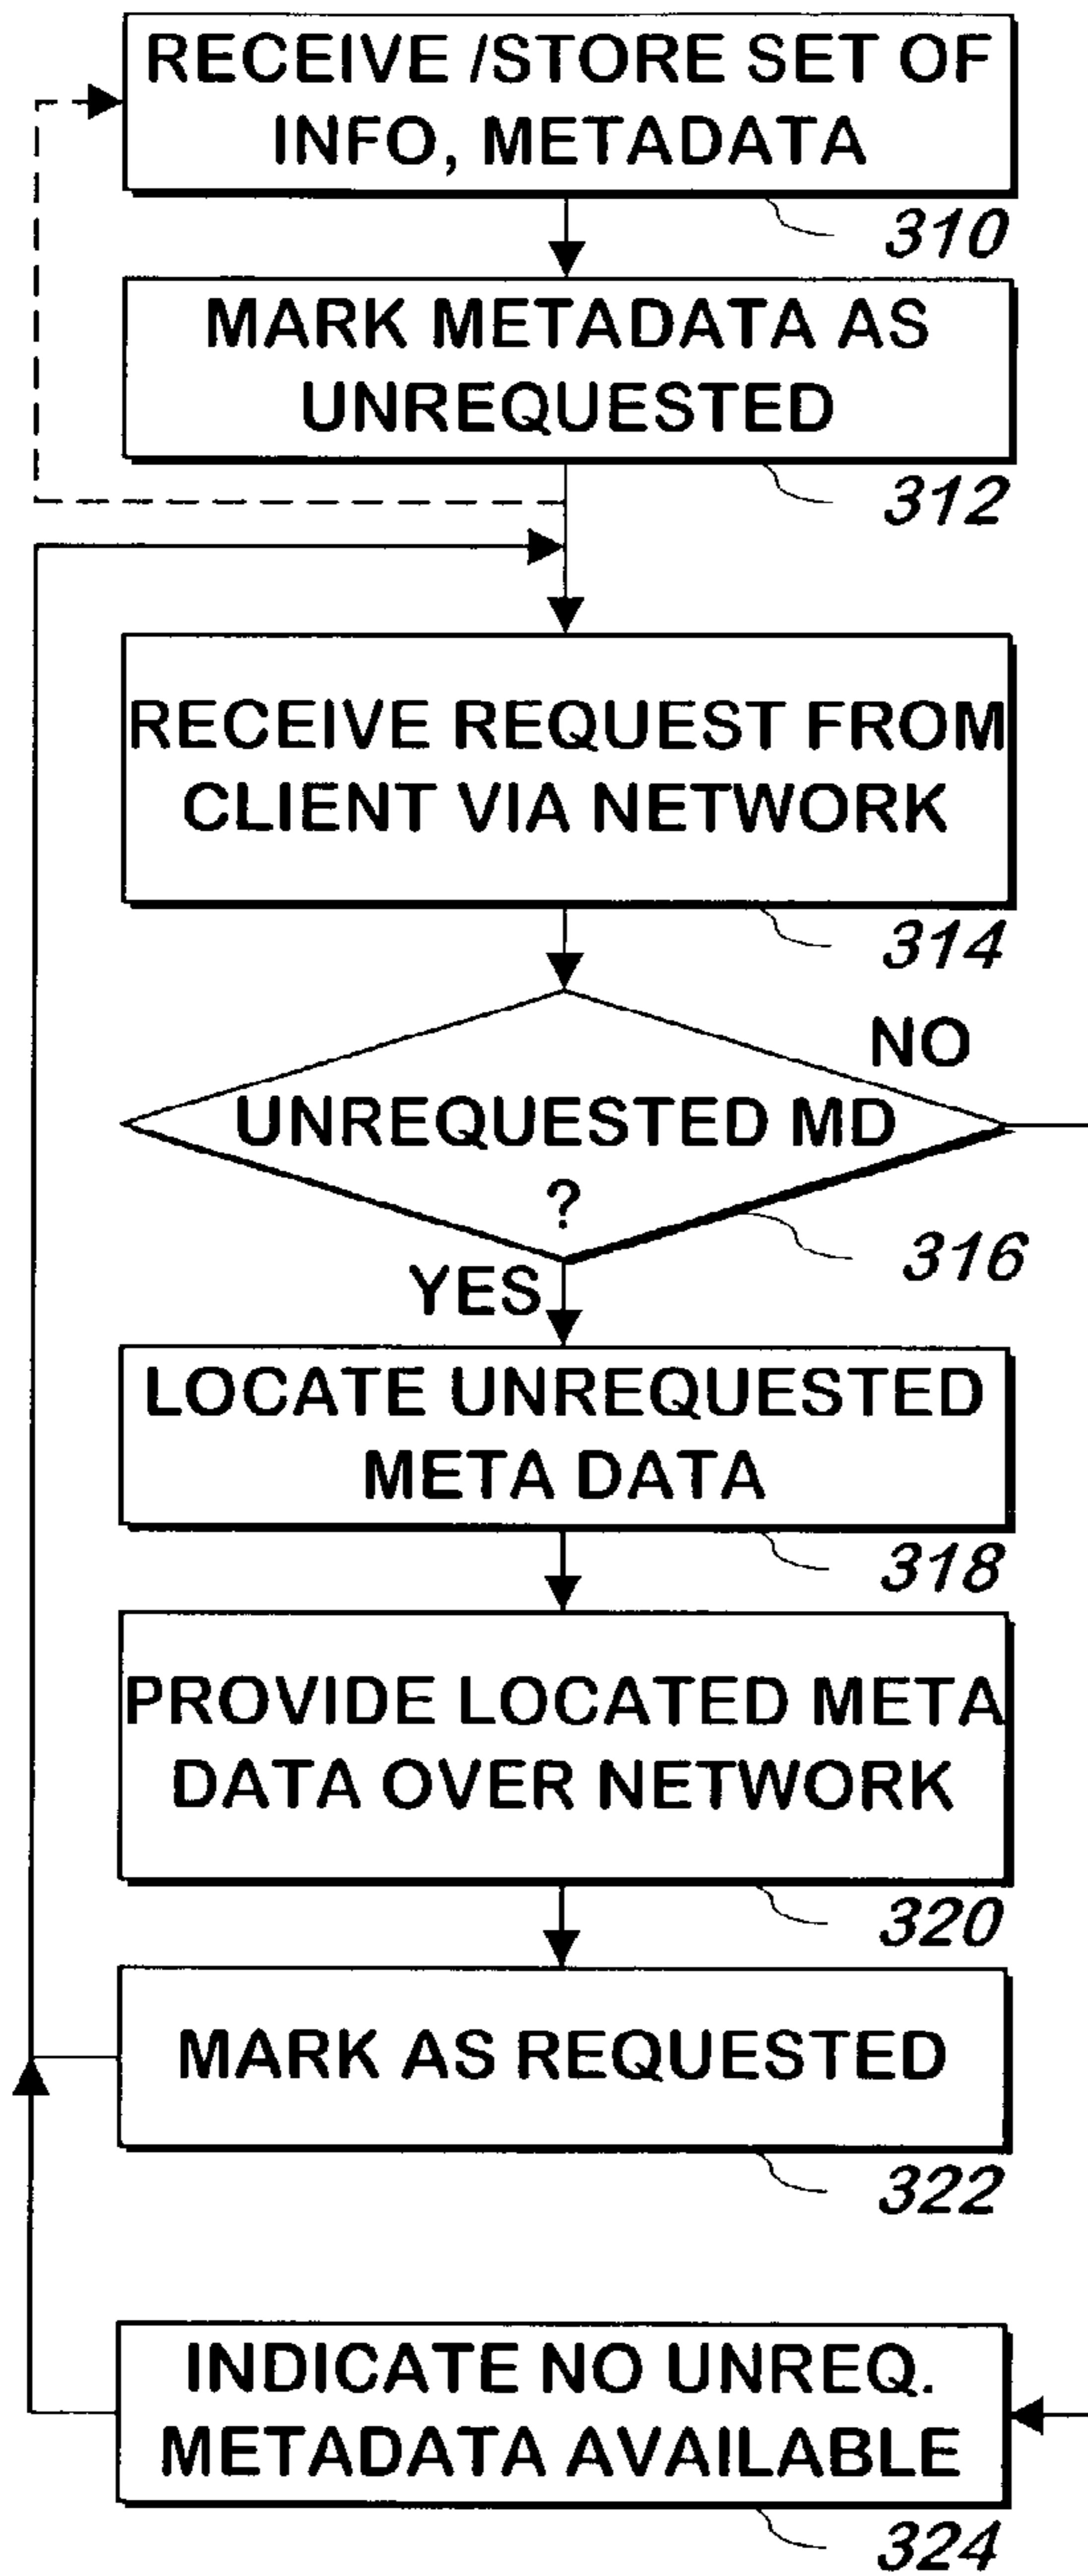 RECEIVE /STORE SET OF
INFO, METADATA
310
MARK METADATA AS
UNREQUESTED
312
RECEIVE REQUEST FROM
CLIENT VIA NETWORK
314
NO
UNREQUESTED MD
?
316
YES
LOCATE UNREQUESTED
META DATA
318
PROVIDE LOCATED META
DATA OVER NETWORK
320
MARK AS REQUESTED
322
INDICATE NO UNREQ.
METADATA AVAILABLE
324